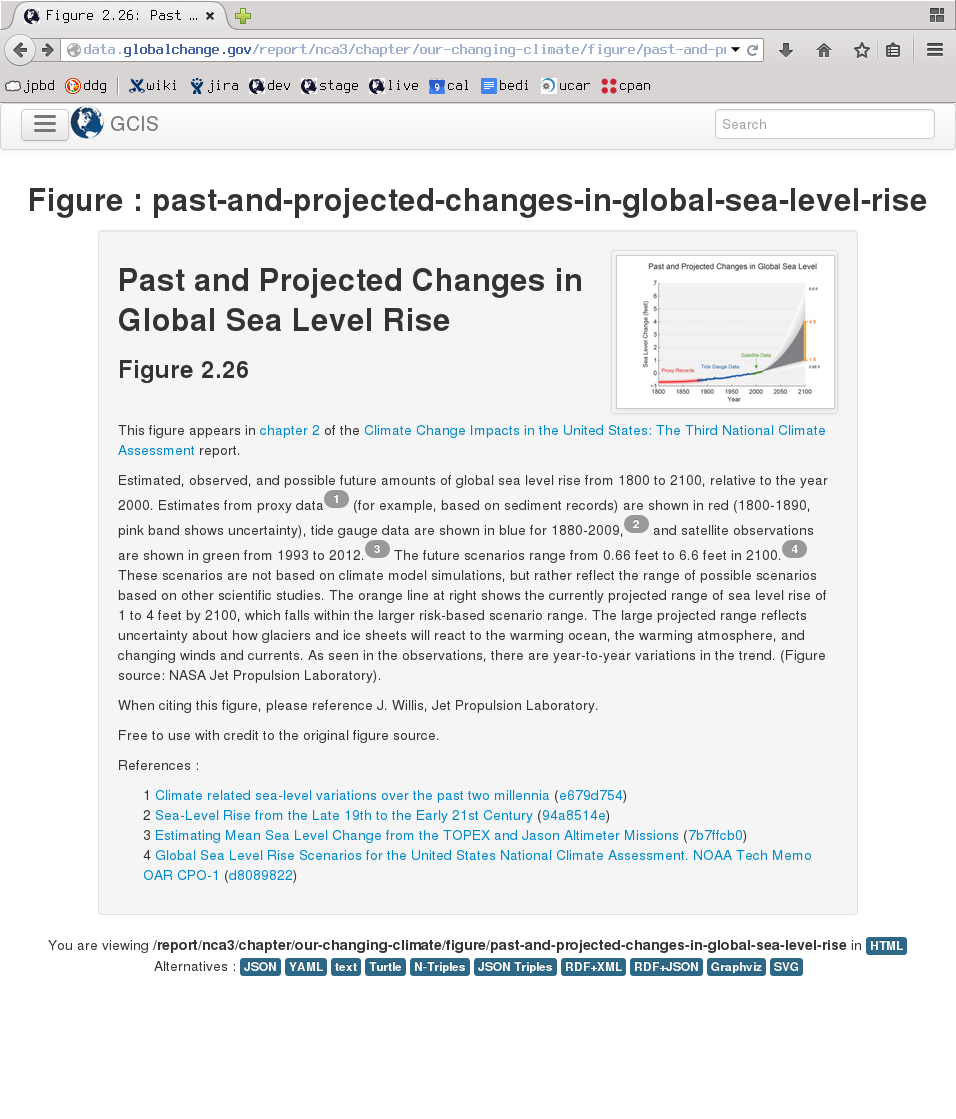 Figure 2.26: Past ...
data.globalchange.gov/report/nca3/chapter/our-changing-climate/figure/past-and-p
jpbd ddg wiki jira dev stage live 9 cal bedi ucar cpan
GCIS Search
Figure : past-and-projected-changes-in-global-sea-level-rise
Past and Projected Changes in
Global Sea Level Rise
Figure 2.26
Past and Projected Changes in Global Sea Level
Sea Level Change (feet)
7
6
5
4
3
2
1
0
−1
6.6 ft
4 ft
1 ft
0.66 ft
Satellite Data
Tide Gauge Data
Proxy Records
1800 1850 1900 1950 2000 2050 2100
Year
This figure appears in chapter 2 of the Climate Change Impacts in the United States: The Third National Climate
Assessment report.
Estimated, observed, and possible future amounts of global sea level rise from 1800 to 2100, relative to the year
2000. Estimates from proxy data 1 (for example, based on sediment records) are shown in red (1800-1890,
pink band shows uncertainty), tide gauge data are shown in blue for 1880-2009, 2 and satellite observations
are shown in green from 1993 to 2012. 3 The future scenarios range from 0.66 feet to 6.6 feet in 2100. 4
These scenarios are not based on climate model simulations, but rather reflect the range of possible scenarios
based on other scientific studies. The orange line at right shows the currently projected range of sea level rise of
1 to 4 feet by 2100, which falls within the larger risk-based scenario range. The large projected range reflects
uncertainty about how glaciers and ice sheets will react to the warming ocean, the warming atmosphere, and
changing winds and currents. As seen in the observations, there are year-to-year variations in the trend. (Figure
source: NASA Jet Propulsion Laboratory).
When citing this figure, please reference J. Willis, Jet Propulsion Laboratory.
Free to use with credit to the original figure source.
References :
1 Climate related sea-level variations over the past two millennia (e679d754)
2 Sea-Level Rise from the Late 19th to the Early 21st Century (94a8514e)
3 Estimating Mean Sea Level Change from the TOPEX and Jason Altimeter Missions (7b7ffcb0)
4 Global Sea Level Rise Scenarios for the United States National Climate Assessment. NOAA Tech Memo
OAR CPO-1 (d8089822)
You are viewing /report/nca3/chapter/our-changing-climate/figure/past-and-projected-changes-in-global-sea-level-rise in HTML
Alternatives : JSON YAML text Turtle N-Triples JSON Triples RDF+XML RDF+JSON Graphviz SVG